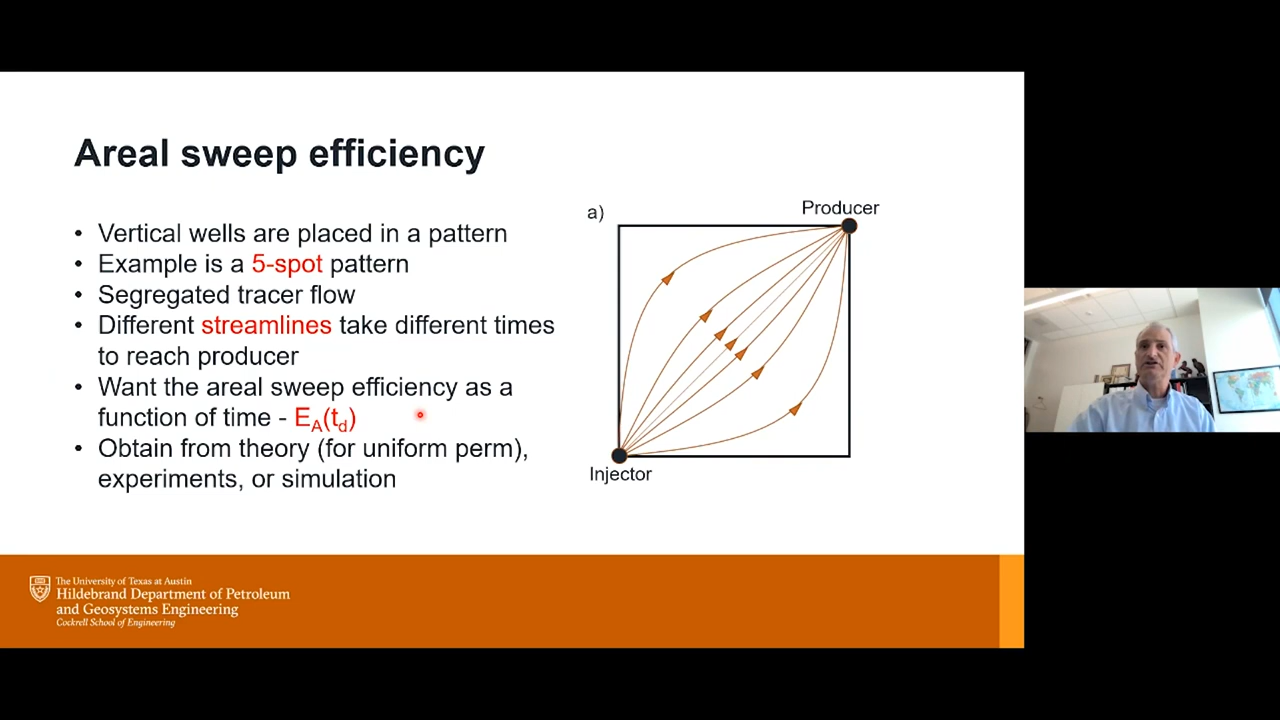 Areal sweep efficiency
• Vertical wells are placed in a pattern
• Example is a 5-spot pattern
• Segregated tracer flow
• Different streamlines take different times
to reach producer
• Want the areal sweep efficiency as a
function of time - EA(td)
• Obtain from theory (for uniform perm),
experiments, or simulation
a)
Producer
Injector
The University of Texas at Austin
Hildebrand Department of Petroleum
and Geosystems Engineering
Cockrell School of Engineering